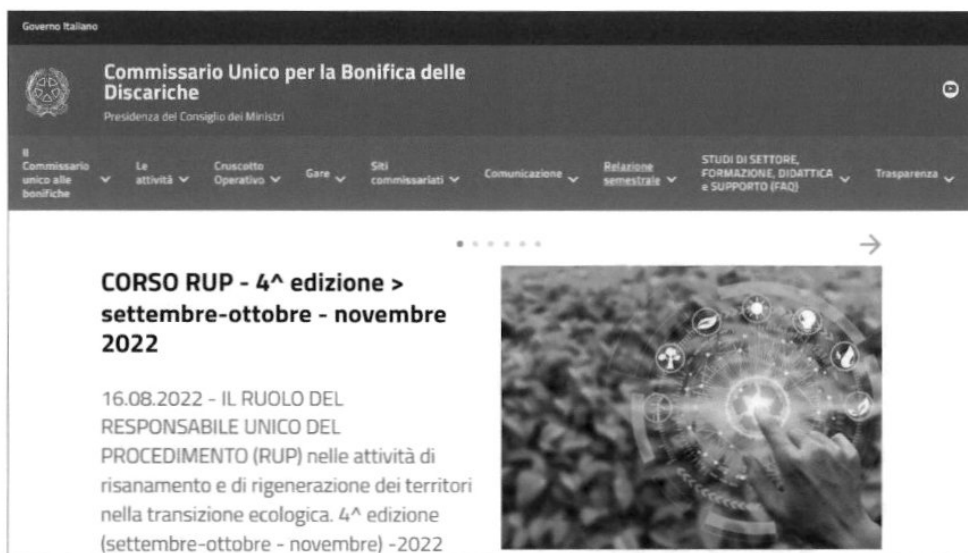 Governo Italiano
Commissario Unico per la Bonifica delle
Discariche
Presidenza del Consiglio dei Ministri
Il
Commissario
unico alle
bonifiche
Le
attività
Cruscotto
Operativo
Gare
Siti
commissariati
Comunicazione
Relazione
semestrale
STUDI DI SETTORE,
FORMAZIONE, DIDATTICA
e SUPPORTO (FAQ)
Trasparenza
CORSO RUP - 4^ edizione >
settembre-ottobre - novembre
2022
16.08.2022 - IL RUOLO DEL
RESPONSABILE UNICO DEL
PROCEDIMENTO (RUP) nelle attività di
risanamento e di rigenerazione dei territori
nella transizione ecologica. 4^ edizione
(settembre-ottobre - novembre) -2022